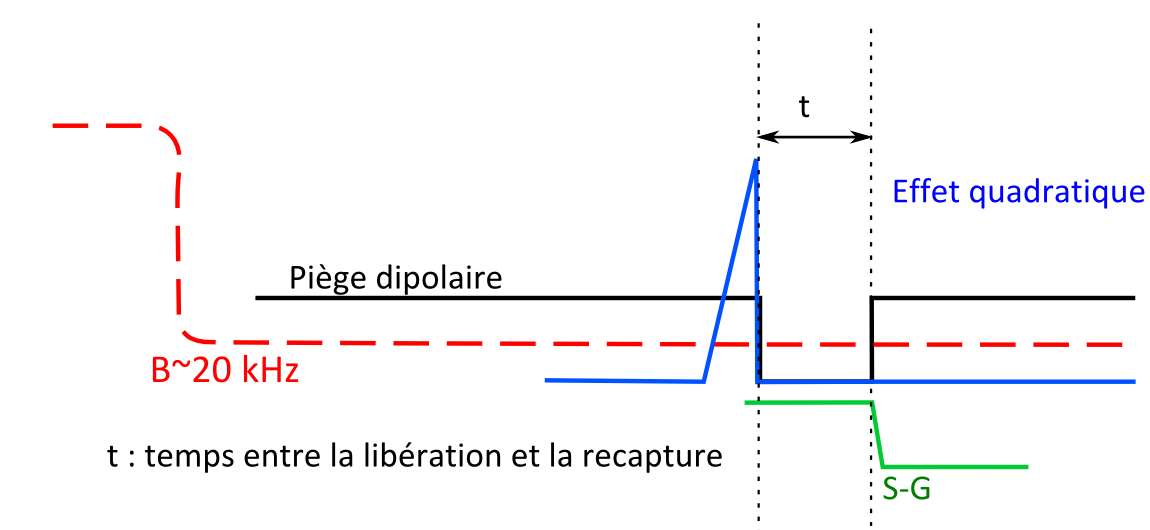 t
Effet quadratique
Piège dipolaire
B~20 kHz
t : temps entre la libération et la recapture
S-G